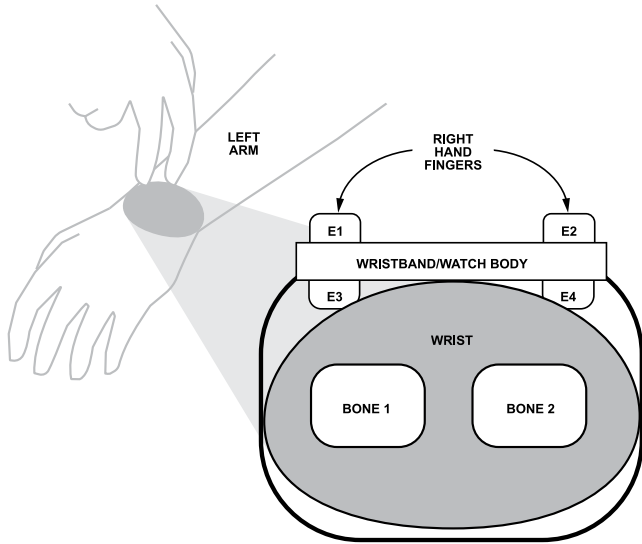 LEFT
ARM
RIGHT
HAND
FINGERS
E1
E2
WRISTBAND/WATCH BODY
E3
E4
WRIST
BONE 1
BONE 2